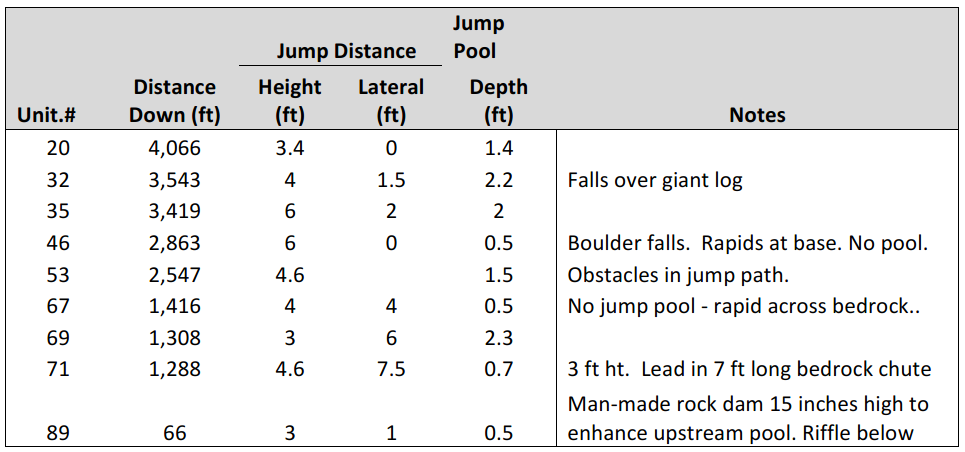 Jump
Jump Distance Pool
Distance Height Lateral Depth
Unit.# Down (ft) (ft) (ft) (ft) Notes
20 4,066 3.4 0 1.4
32 3,543 4 1.5 2.2 Falls over giant log
35 3,419 6 2 2
46 2,863 6 0 0.5 Boulder falls.  Rapids at base. No pool.
53 2,547 4.6 1.5 Obstacles in jump path.
67 1,416 4 4 0.5 No jump pool - rapid across bedrock..
69 1,308 3 6 2.3
71 1,288 4.6 7.5 0.7 3 ft ht.  Lead in 7 ft long bedrock chute
Man-made rock dam 15 inches high to
89 66 3 1 0.5 enhance upstream pool. Riffle below